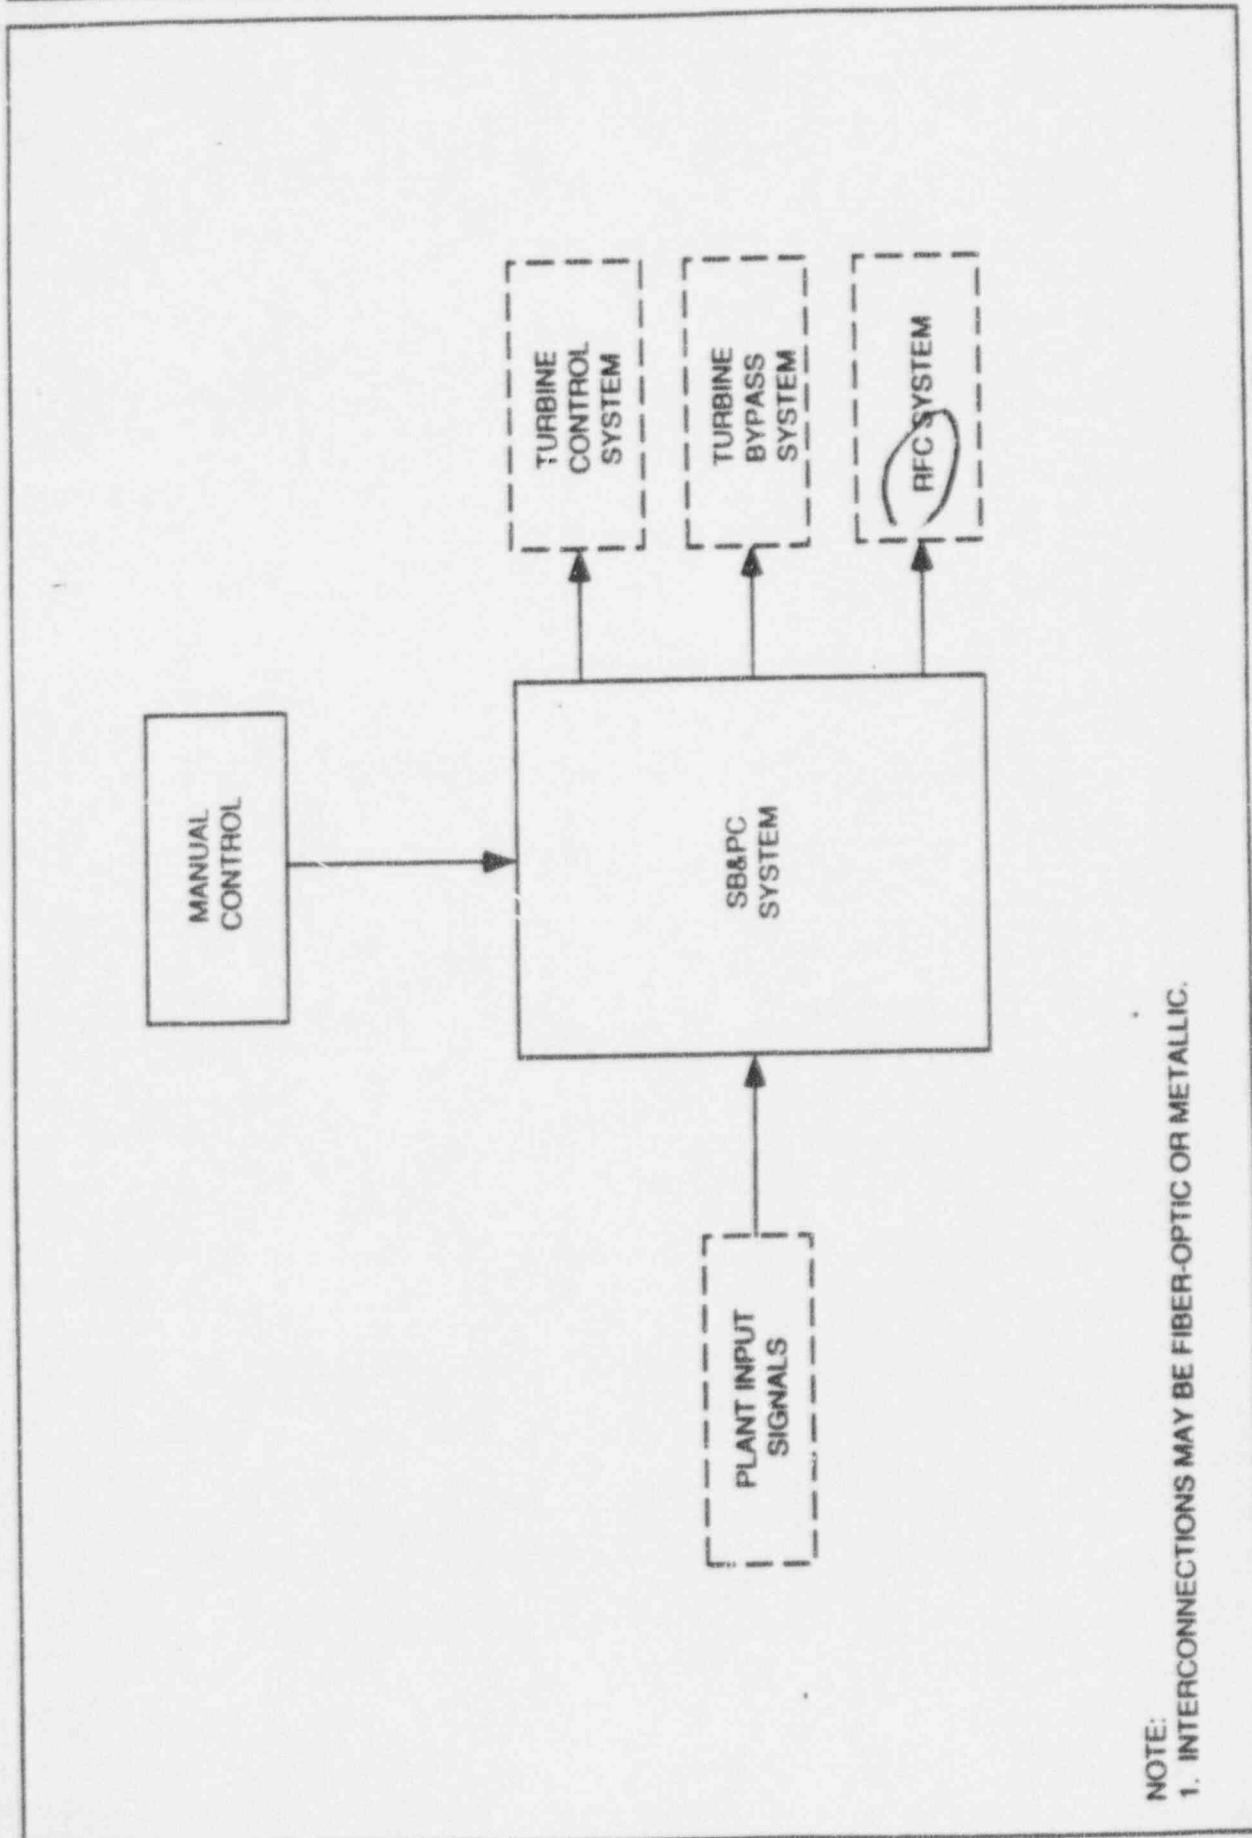 MANUAL
CONTROL
PLANT INPUT
SIGNALS
SB&PC
SYSTEM
TURBINE
CONTROL
SYSTEM
TURBINE
BYPASS
SYSTEM
RFC SYSTEM
NOTE:
1. INTERCONNECTIONS MAY BE FIBER-OPTIC OR METALLIC.